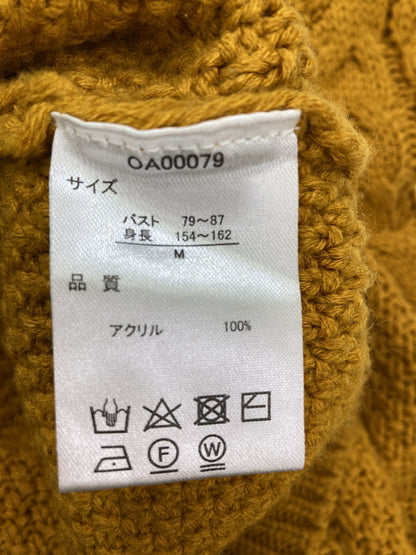 OA00079
サイズ
バスト 79～87
身長 154～162
M
品質
アクリル 100%
F W